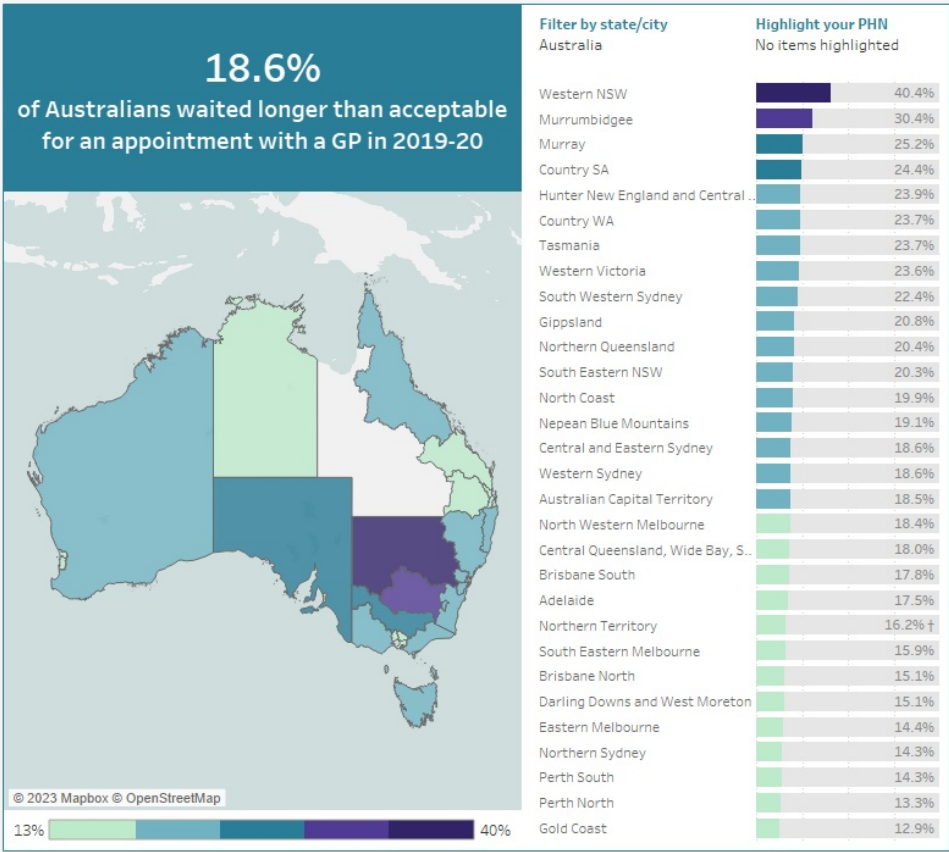 18.6%
of Australians waited longer than acceptable
for an appointment with a GP in 2019-20
© 2023 Mapbox © OpenStreetMap
13%
40%
Filter by state/city
Australia
Highlight your PHN
No items highlighted
Western NSW 40.4%
Murrumbidgee 30.4%
Murray 25.2%
Country SA 24.4%
Hunter New England and Central .. 23.9%
Country WA 23.7%
Tasmania 23.7%
Western Victoria 23.6%
South Western Sydney 22.4%
Gippsland 20.8%
Northern Queensland 20.4%
South Eastern NSW 20.3%
North Coast 19.9%
Nepean Blue Mountains 19.1%
Central and Eastern Sydney 18.6%
Western Sydney 18.6%
Australian Capital Territory 18.5%
North Western Melbourne 18.4%
Central Queensland, Wide Bay, S.. 18.0%
Brisbane South 17.8%
Adelaide 17.5%
Northern Territory 16.2% †
South Eastern Melbourne 15.9%
Brisbane North 15.1%
Darling Downs and West Moreton 15.1%
Eastern Melbourne 14.4%
Northern Sydney 14.3%
Perth South 14.3%
Perth North 13.3%
Gold Coast 12.9%